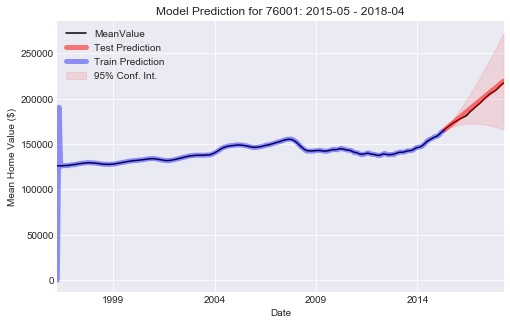 Model Prediction for 76001: 2015-05 - 2018-04
MeanValue
Test Prediction
Train Prediction
95% Conf. Int.
Mean Home Value ($)
250000
200000
150000
100000
50000
0
1999
2004
2009
2014
Date